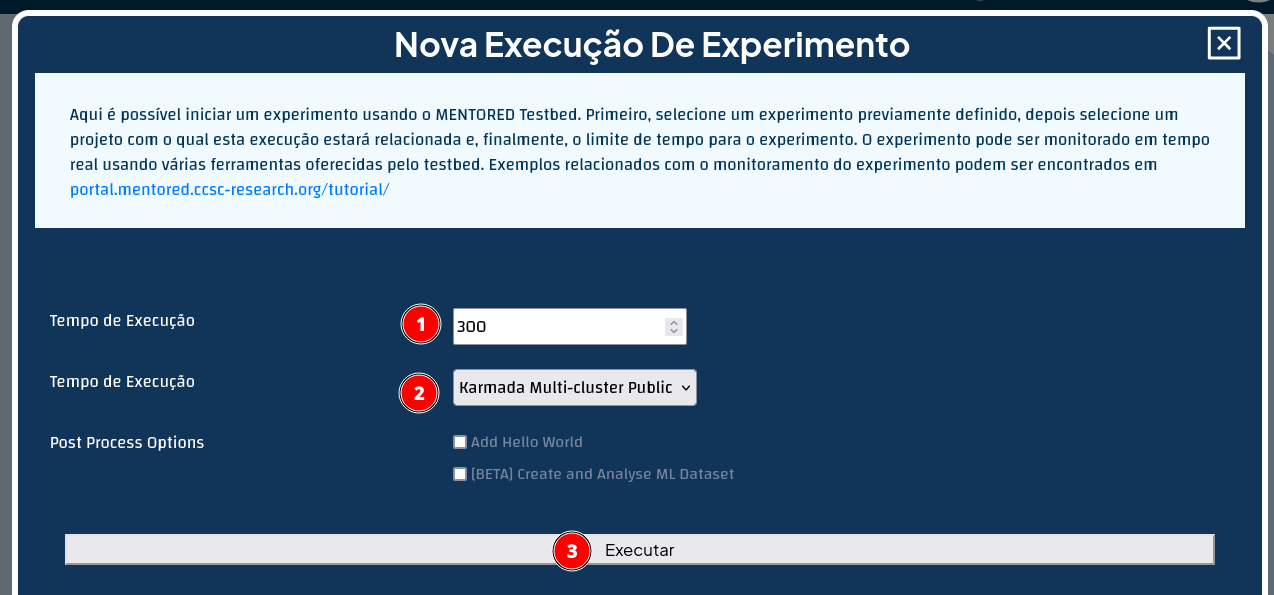 Nova Execução De Experimento
Aqui é possível iniciar um experimento usando o MENTORED Testbed. Primeiro, selecione um experimento previamente definido, depois selecione um
projeto com o qual esta execução estará relacionada e, finalmente, o limite de tempo para o experimento. O experimento pode ser monitorado em tempo
real usando várias ferramentas oferecidas pelo testbed. Exemplos relacionados com o monitoramento do experimento podem ser encontrados em
portal.mentored.ccsc-research.org/tutorial/
Tempo de Execução
1
300
Tempo de Execução
2
Karmada Multi-cluster Public
Post Process Options
Add Hello World
[BETA] Create and Analyse ML Dataset
3
Executar